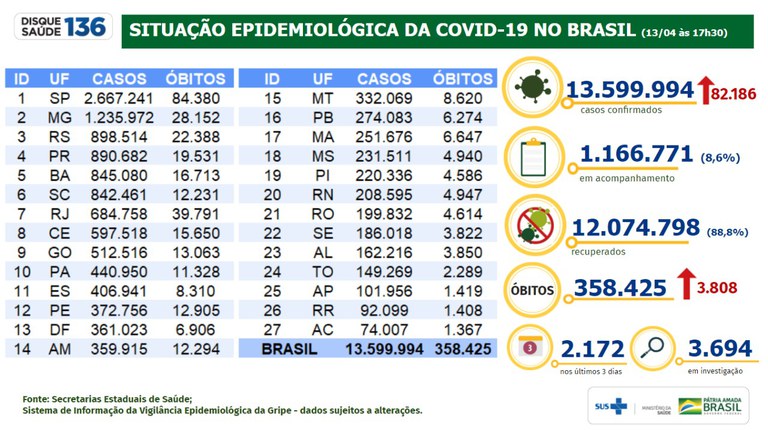 DISQUE
SAÚDE 136
SITUAÇÃO EPIDEMIOLÓGICA DA COVID-19 NO BRASIL (13/04 às 17h30)
ID UF CASOS ÓBITOS
1 SP 2.667.241 84.380
2 MG 1.235.972 28.152
3 RS 898.514 22.388
4 PR 890.682 19.531
5 BA 845.080 16.713
6 SC 842.461 12.231
7 RJ 684.758 39.791
8 CE 597.518 15.650
9 GO 512.516 13.063
10 PA 440.950 11.328
11 ES 406.941 8.310
12 PE 372.756 12.905
13 DF 361.023 6.906
14 AM 359.915 12.294
ID UF CASOS ÓBITOS
15 MT 332.069 8.620
16 PB 274.083 6.274
17 MA 251.676 6.647
18 MS 231.511 4.940
19 PI 220.336 4.586
20 RN 208.595 4.947
21 RO 199.832 4.614
22 SE 186.018 3.822
23 AL 162.216 3.850
24 TO 149.269 2.289
25 AP 101.956 1.419
26 RR 92.099 1.408
27 AC 74.007 1.367
BRASIL 13.599.994 358.425
13.599.994 82.186
casos confirmados
1.166.771 (8,6%)
em acompanhamento
12.074.798 (88,8%)
recuperados
ÓBITOS 358.425 3.808
3 2.172
nos últimos 3 dias
3.694
em investigação
Fonte: Secretarias Estaduais de Saúde;
Sistema de Informação da Vigilância Epidemiológica da Gripe - dados sujeitos a alterações.
SUS
MINISTÉRIO DA
SAÚDE
PÁTRIA AMADA
BRASIL